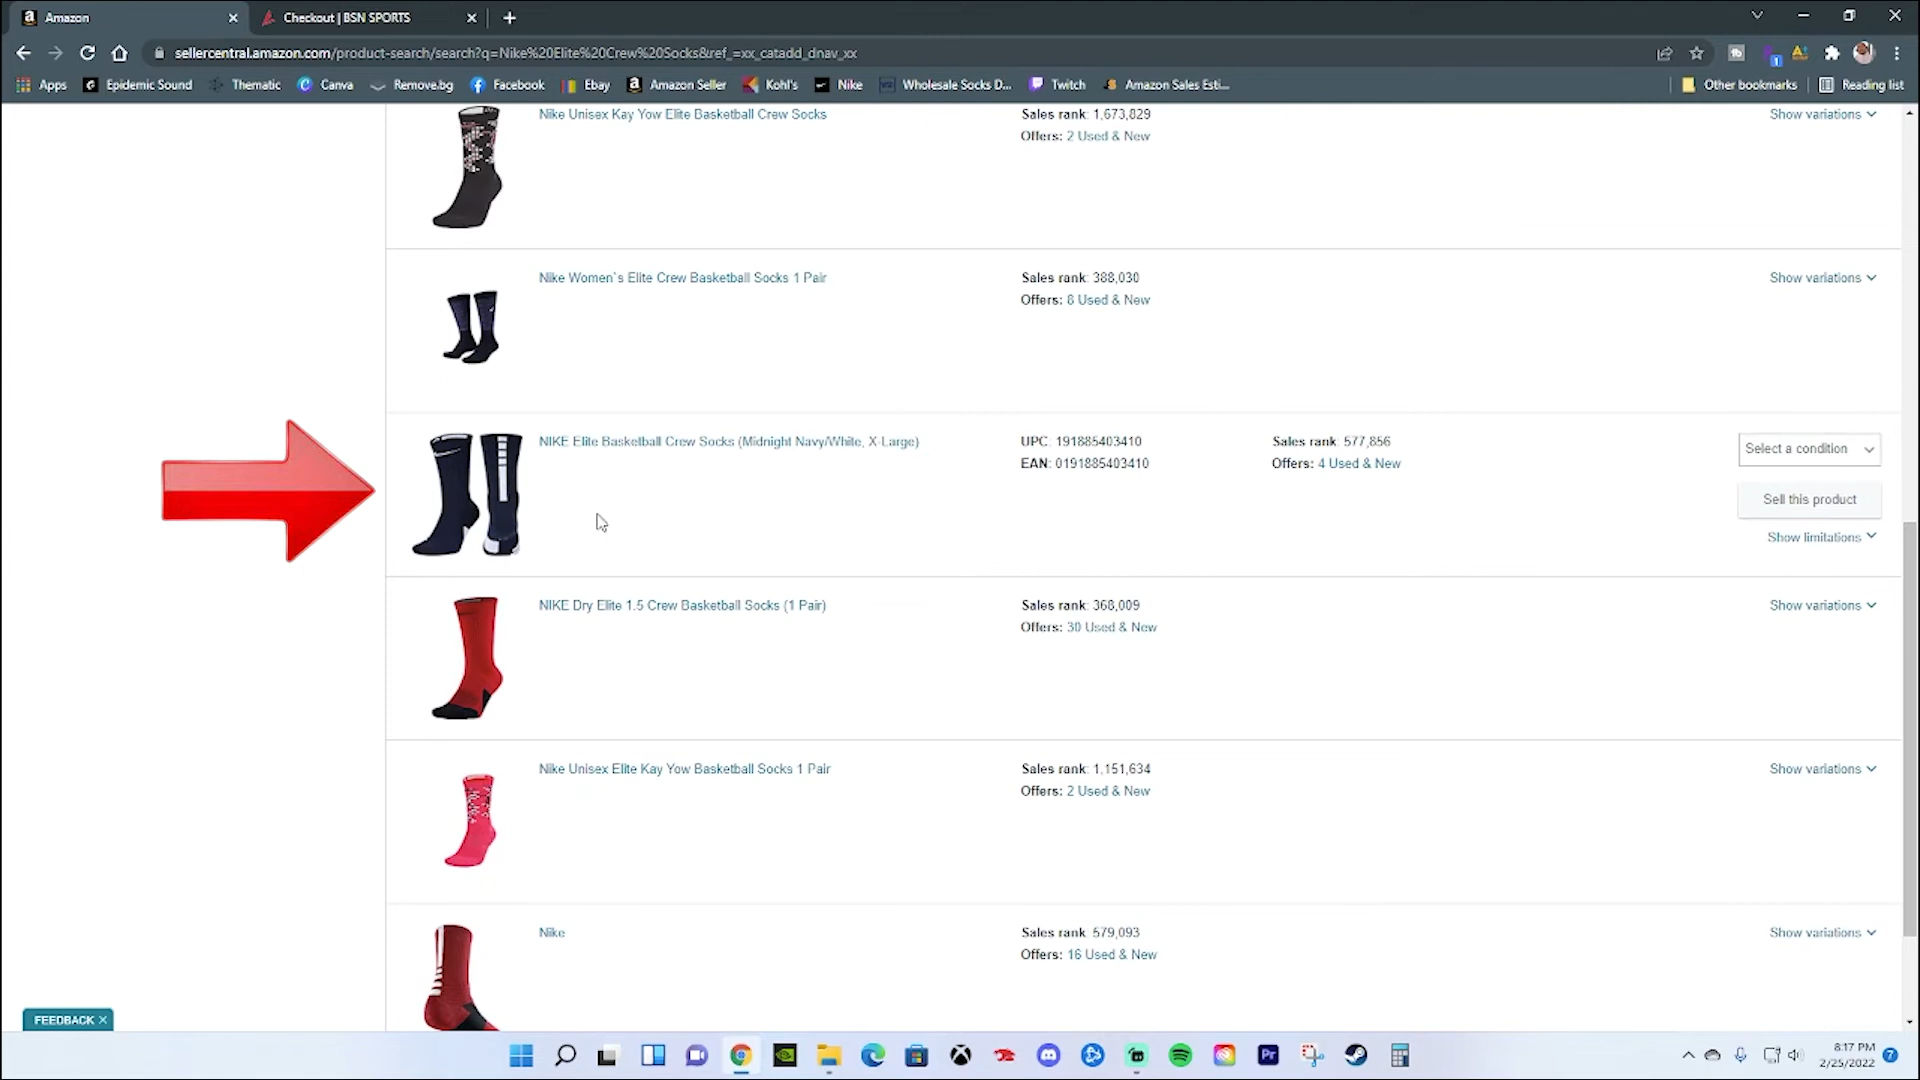 Amazon
Checkout | BSN SPORTS
sellercentral.amazon.com/product-search/search?q=Nike%20Elite%20Crew%20Socks&ref_=xx_catadd_dnav_xx
Apps
Epidemic Sound
Thematic
Canva
Remove.bg
Facebook
Ebay
Amazon Seller
Kohl's
Nike
Wholesale Socks D...
Twitch
Amazon Sales Esti...
Other bookmarks
Reading list
Nike Unisex Kay Yow Elite Basketball Crew Socks
Sales rank: 1,673,829
Offers: 2 Used & New
Show variations
Nike Women`s Elite Crew Basketball Socks 1 Pair
Sales rank: 388,030
Offers: 8 Used & New
Show variations
NIKE Elite Basketball Crew Socks (Midnight Navy/White, X-Large)
UPC: 191885403410
EAN: 0191885403410
Sales rank: 577,856
Offers: 4 Used & New
Select a condition
Sell this product
Show limitations
NIKE Dry Elite 1.5 Crew Basketball Socks (1 Pair)
Sales rank: 368,009
Offers: 30 Used & New
Show variations
Nike Unisex Elite Kay Yow Basketball Socks 1 Pair
Sales rank: 1,151,634
Offers: 2 Used & New
Show variations
Nike
Sales rank: 579,093
Offers: 16 Used & New
Show variations
FEEDBACK
Pr
8:17 PM
2/25/2022
7